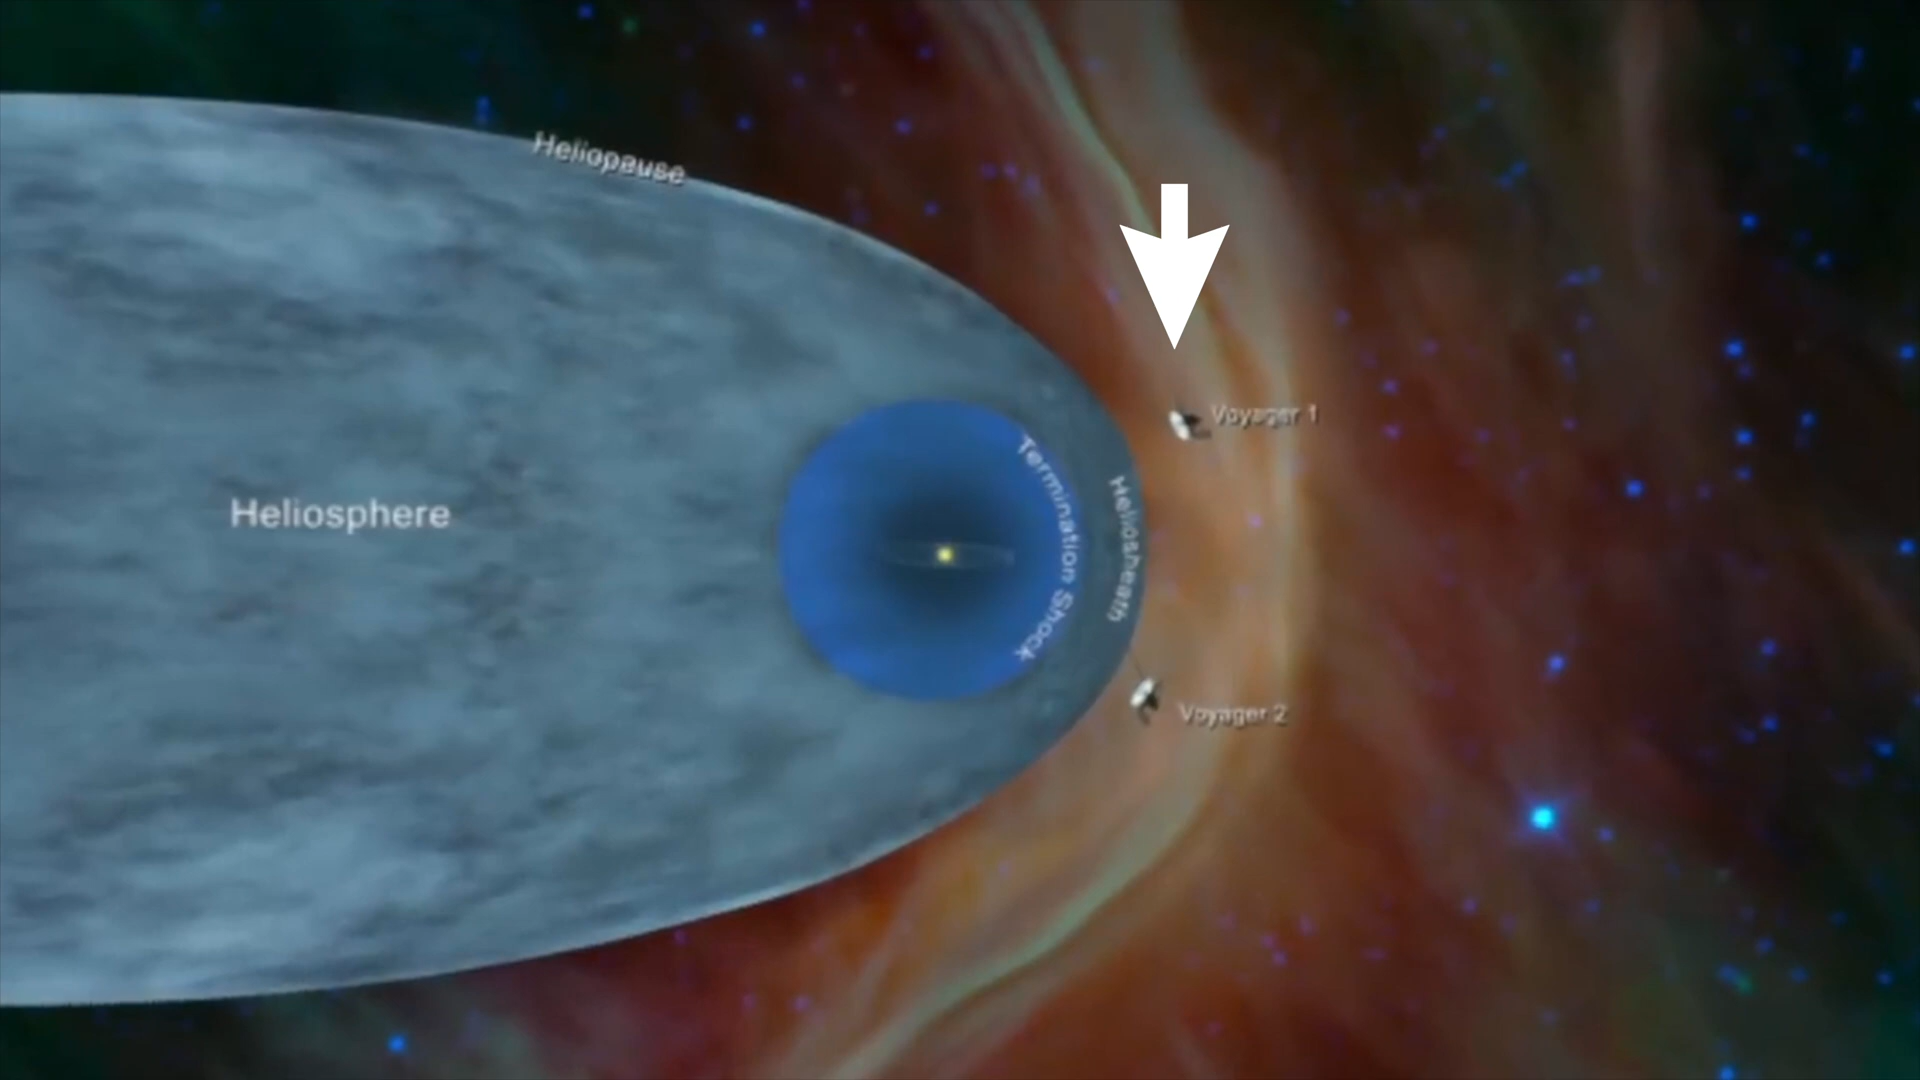 Heliopause
Voyager 1
Heliosphere
Termination Shock
Heliosheath
Voyager 2